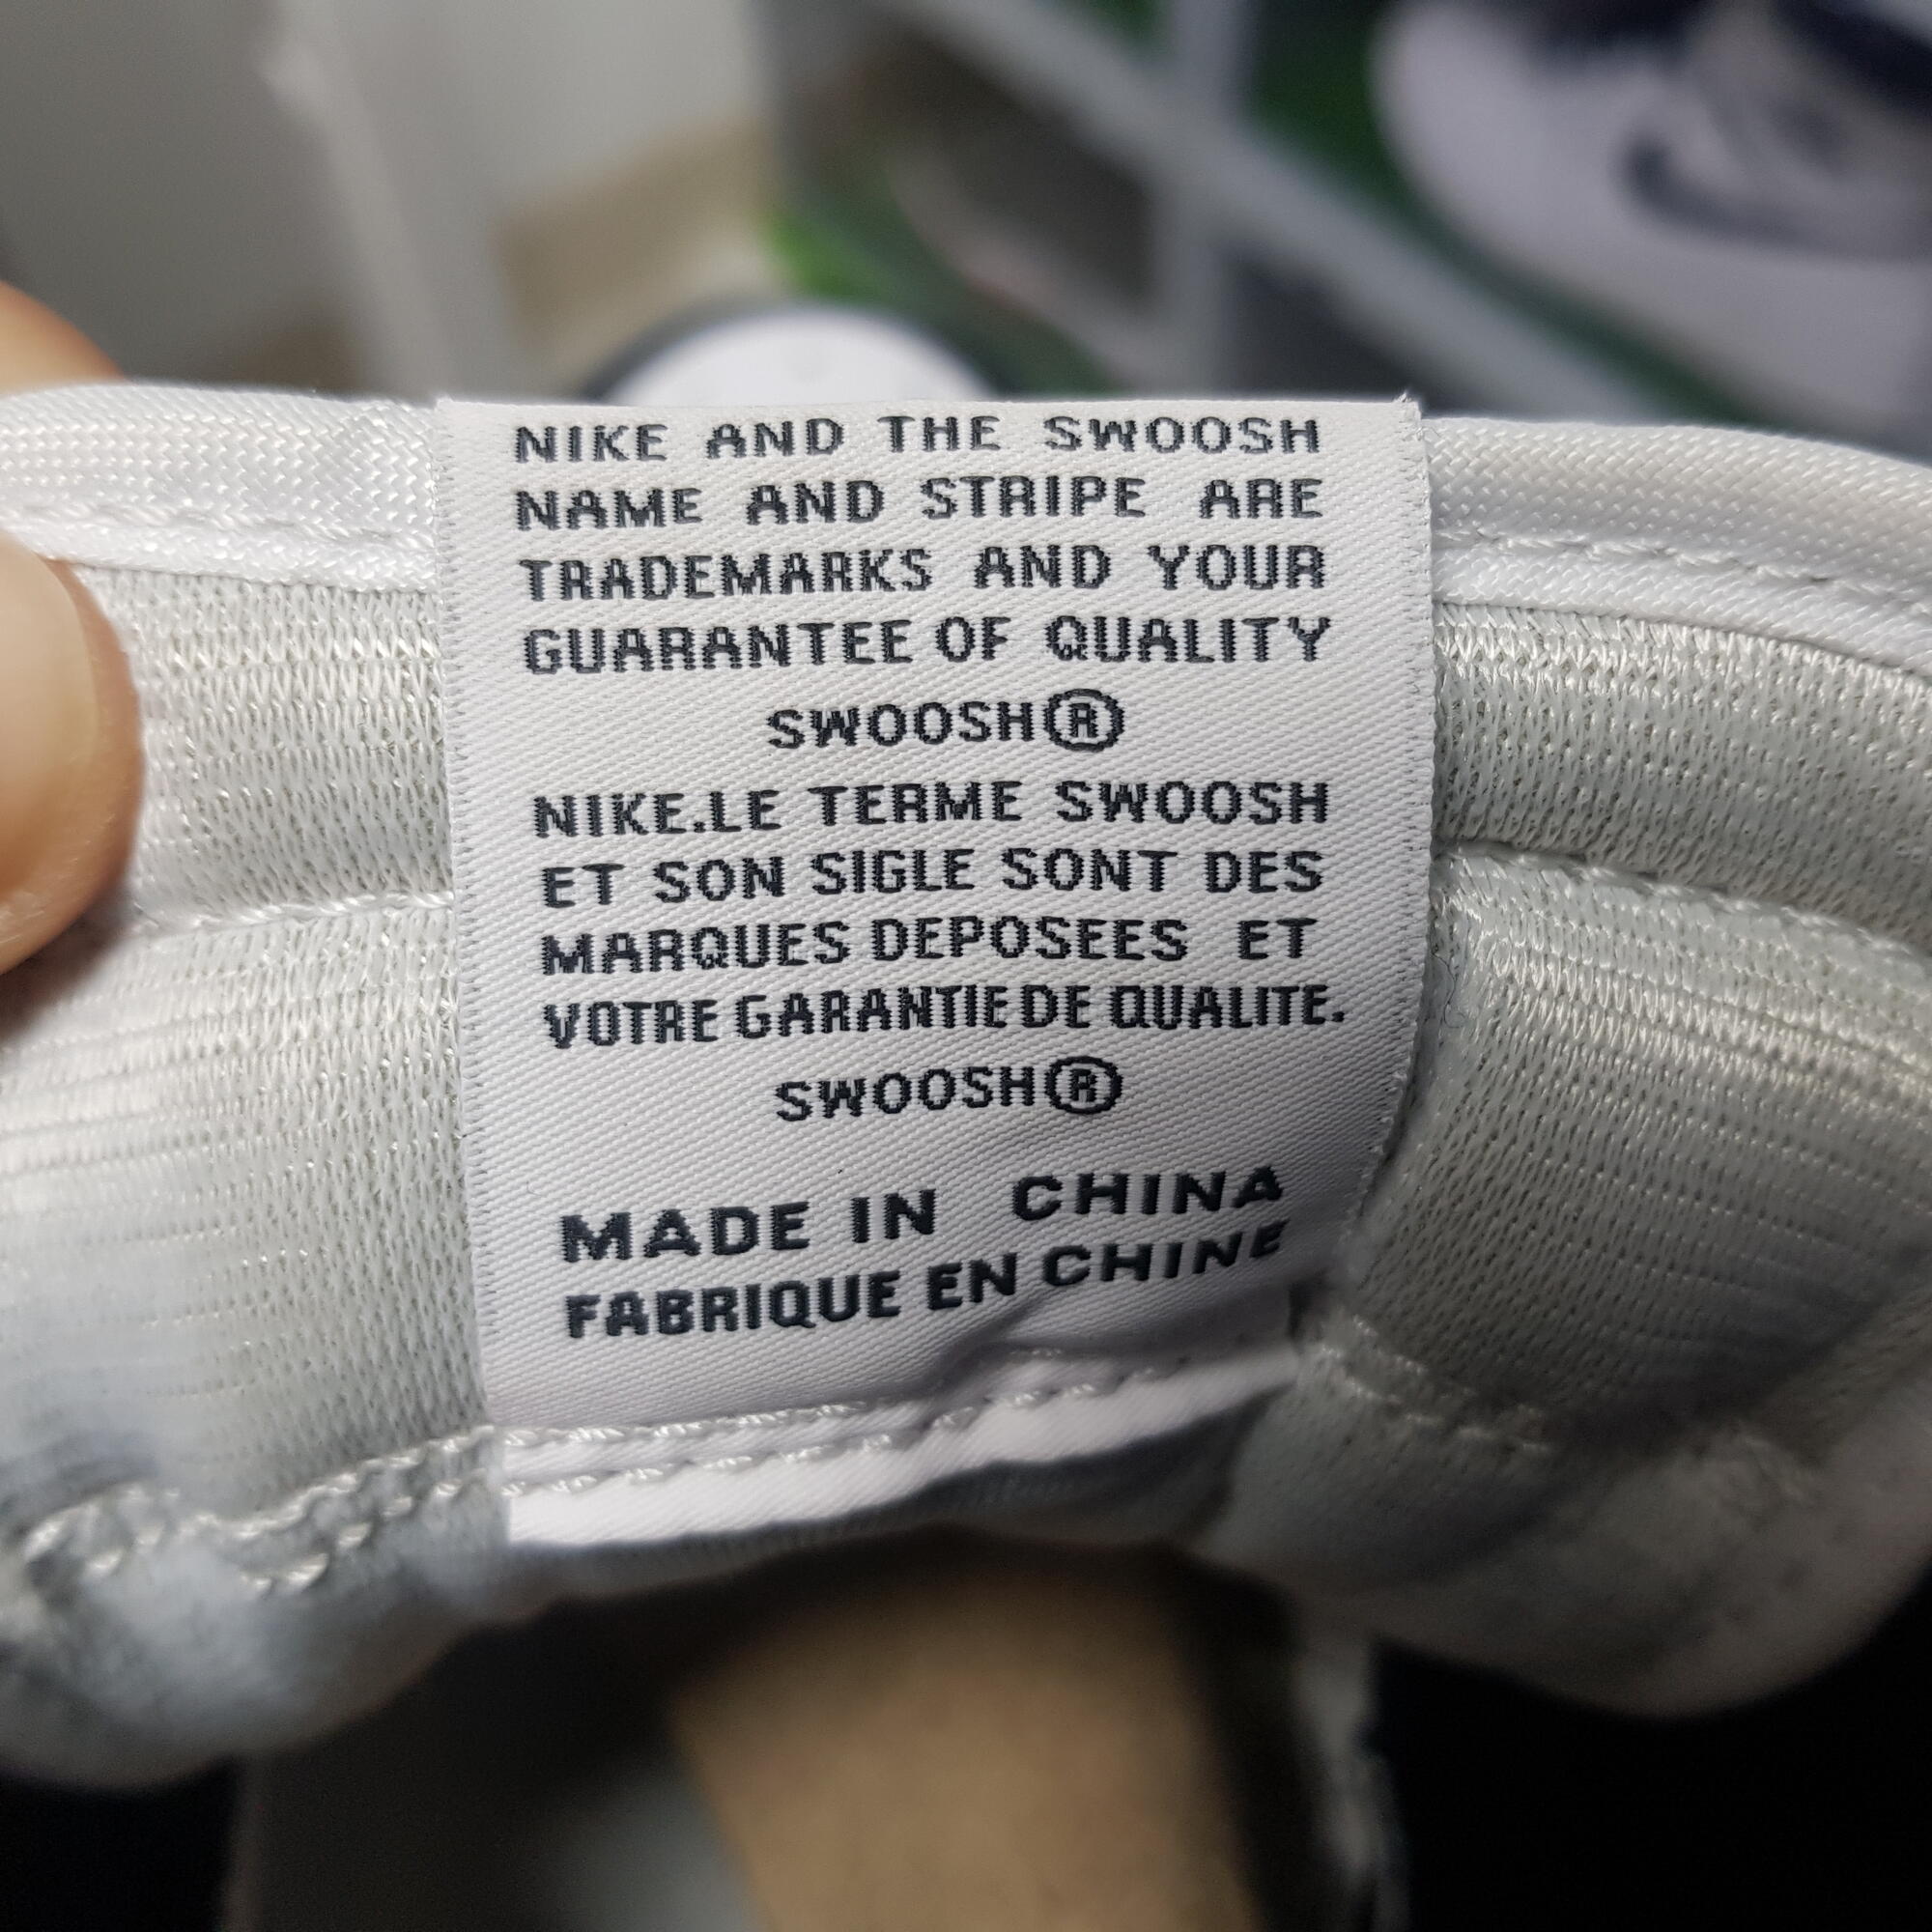 NIKE AND THE SWOOSH
NAME AND STRIPE ARE
TRADEMARKS AND YOUR
GUARANTEE OF QUALITY
SWOOSH®
NIKE.LE TERME SWOOSH
ET SON SIGLE SONT DES
MARQUES DEPOSEES ET
VOTRE GARANTIE DE QUALITE.
SWOOSH®
MADE IN CHINA
FABRIQUE EN CHINE